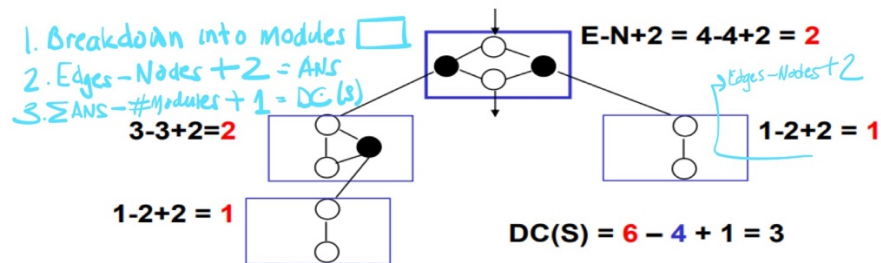 1. Breakdown into modules
2. Edges-Nodes + 2 = ANS
3. ΣANS - #Modules + 1 = DC(S)
E-N+2 = 4-4+2 = 2
Edges-Nodes+2
3-3+2=2
1-2+2 = 1
1-2+2 = 1
DC(S) = 6 – 4 + 1 = 3